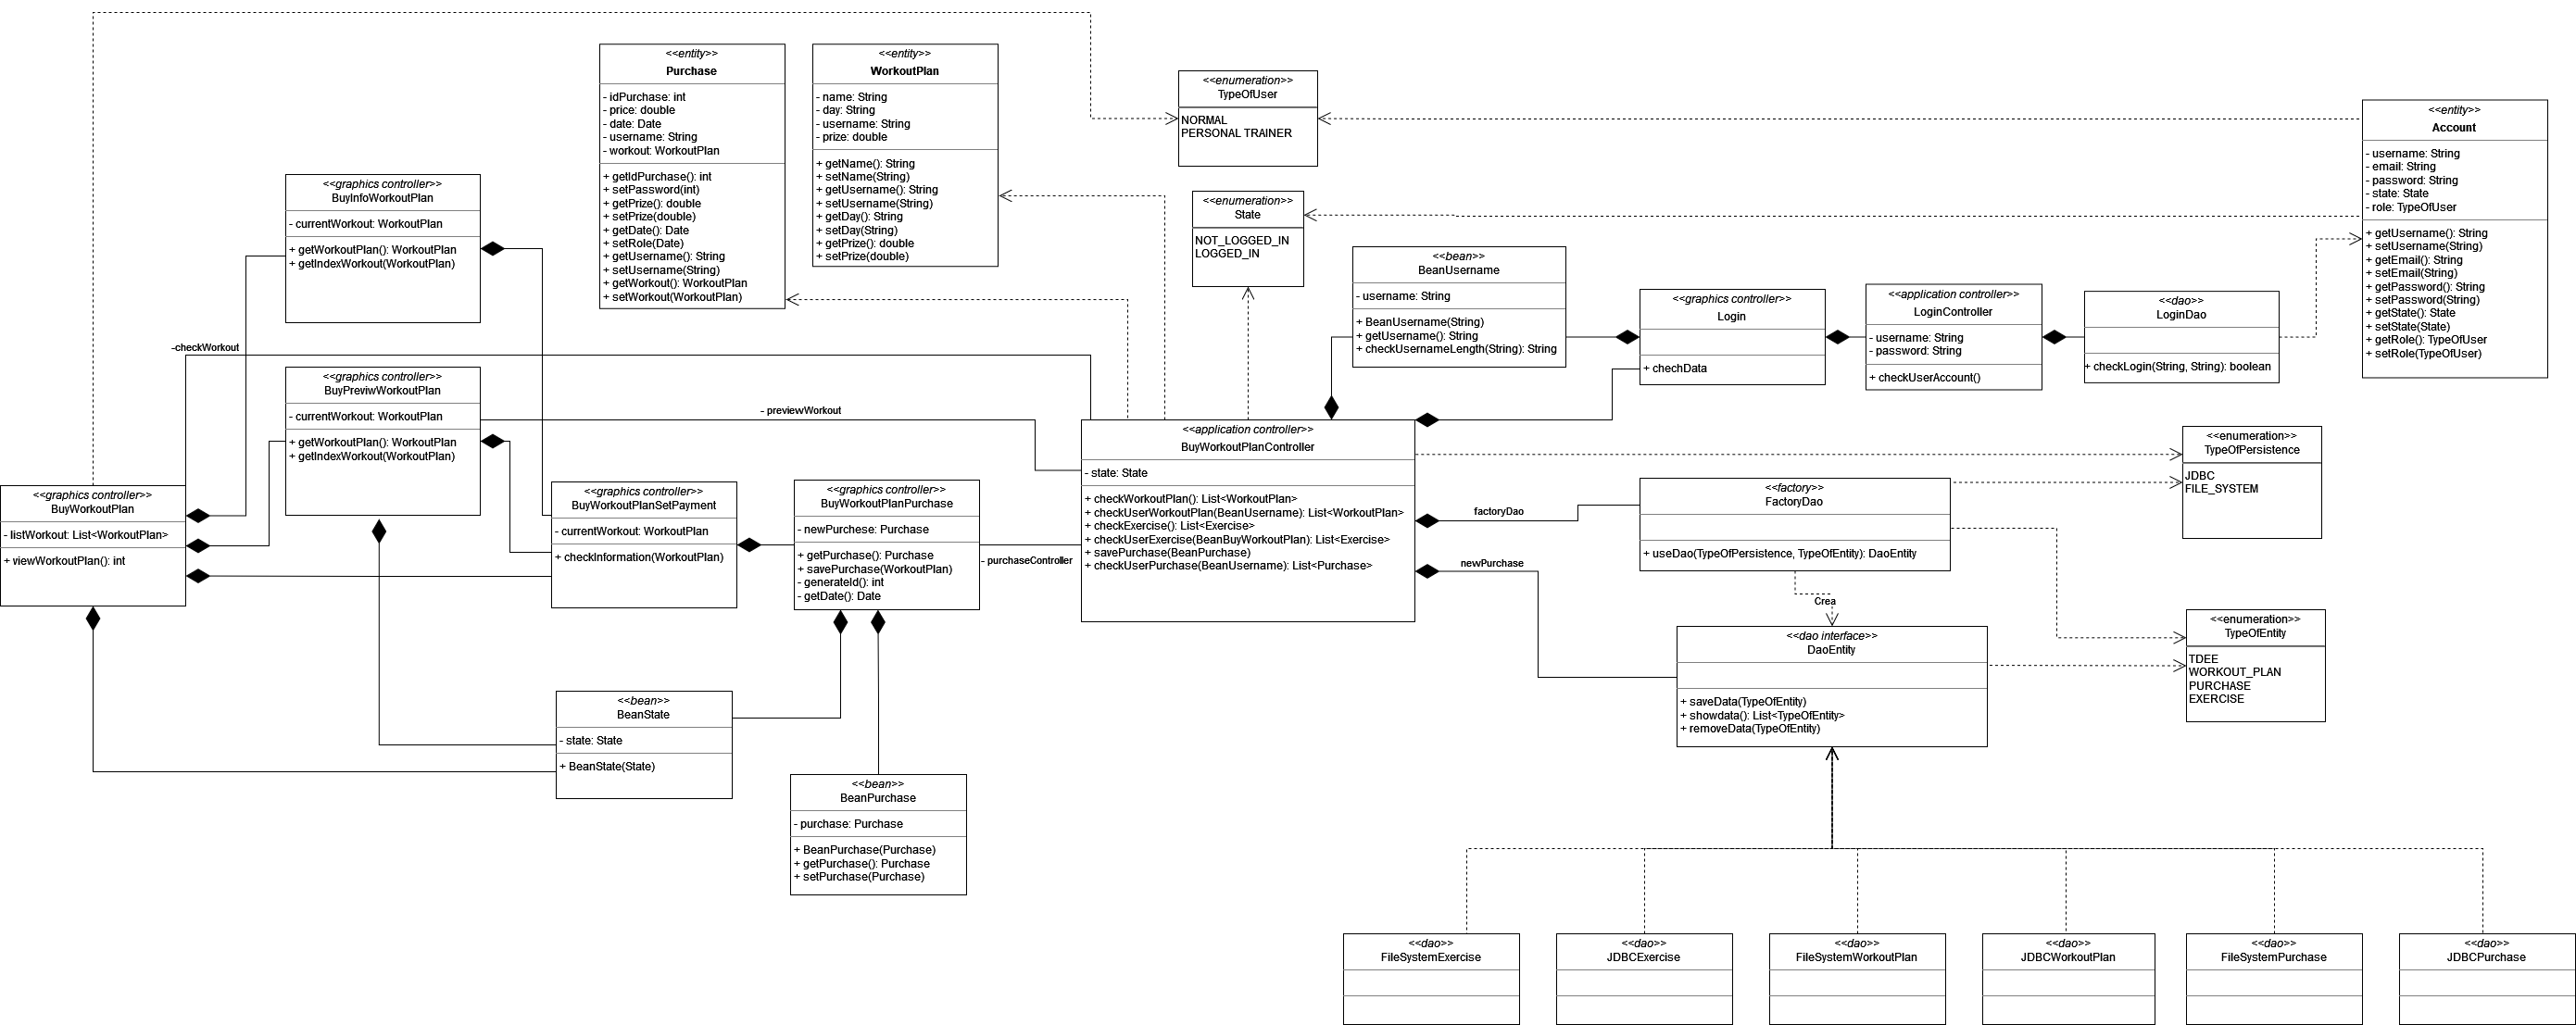 <<entity>>
Purchase
- idPurchase: int
- price: double
- date: Date
- username: String
- workout: WorkoutPlan
+ getIdPurchase(): int
+ setPassword(int)
+ getPrize(): double
+ setPrize(double)
+ getDate(): Date
+ setRole(Date)
+ getUsername(): String
+ setUsername(String)
+ getWorkout(): WorkoutPlan
+ setWorkout(WorkoutPlan)
<<entity>>
WorkoutPlan
- name: String
- day: String
- username: String
- prize: double
+ getName(): String
+ setName(String)
+ getUsername(): String
+ setUsername(String)
+ getDay(): String
+ setDay(String)
+ getPrize(): double
+ setPrize(double)
<<enumeration>>
TypeOfUser
NORMAL
PERSONAL TRAINER
<<entity>>
Account
- username: String
- email: String
- password: String
- state: State
- role: TypeOfUser
+ getUsername(): String
+ setUsername(String)
+ getEmail(): String
+ setEmail(String)
+ getPassword(): String
+ setPassword(String)
+ getState(): State
+ setState(State)
+ getRole(): TypeOfUser
+ setRole(TypeOfUser)
<<graphics controller>>
BuyInfoWorkoutPlan
- currentWorkout: WorkoutPlan
+ getWorkoutPlan(): WorkoutPlan
+ getIndexWorkout(WorkoutPlan)
<<enumeration>>
State
NOT_LOGGED_IN
LOGGED_IN
<<bean>>
BeanUsername
- username: String
+ BeanUsername(String)
+ getUsername(): String
+ checkUsernameLength(String): String
<<graphics controller>>
Login
+ chechData
<<application controller>>
LoginController
- username: String
- password: String
+ checkUserAccount()
<<dao>>
LoginDao
+ checkLogin(String, String): boolean
-checkWorkout
<<graphics controller>>
BuyPreviwWorkoutPlan
- currentWorkout: WorkoutPlan
+ getWorkoutPlan(): WorkoutPlan
+ getIndexWorkout(WorkoutPlan)
- previewWorkout
<<application controller>>
BuyWorkoutPlanController
- state: State
+ checkWorkoutPlan(): List<WorkoutPlan>
+ checkUserWorkoutPlan(BeanUsername): List<WorkoutPlan>
+ checkExercise(): List<Exercise>
+ checkUserExercise(BeanBuyWorkoutPlan): List<Exercise>
+ savePurchase(BeanPurchase)
+ checkUserPurchase(BeanUsername): List<Purchase>
<<enumeration>>
TypeOfPersistence
JDBC
FILE_SYSTEM
<<graphics controller>>
BuyWorkoutPlan
- listWorkout: List<WorkoutPlan>
+ viewWorkoutPlan(): int
<<graphics controller>>
BuyWorkoutPlanSetPayment
- currentWorkout: WorkoutPlan
+ checkInformation(WorkoutPlan)
<<graphics controller>>
BuyWorkoutPlanPurchase
- newPurchese: Purchase
+ getPurchase(): Purchase
+ savePurchase(WorkoutPlan)
- generateId(): int
- getDate(): Date
- purchaseController
factoryDao
newPurchase
<<factory>>
FactoryDao
+ useDao(TypeOfPersistence, TypeOfEntity): DaoEntity
Crea
<<enumeration>>
TypeOfEntity
TDEE
WORKOUT_PLAN
PURCHASE
EXERCISE
<<dao interface>>
DaoEntity
+ saveData(TypeOfEntity)
+ showdata(): List<TypeOfEntity>
+ removeData(TypeOfEntity)
<<bean>>
BeanState
- state: State
+ BeanState(State)
<<bean>>
BeanPurchase
- purchase: Purchase
+ BeanPurchase(Purchase)
+ getPurchase(): Purchase
+ setPurchase(Purchase)
<<dao>>
FileSystemExercise
<<dao>>
JDBCExercise
<<dao>>
FileSystemWorkoutPlan
<<dao>>
JDBCWorkoutPlan
<<dao>>
FileSystemPurchase
<<dao>>
JDBCPurchase